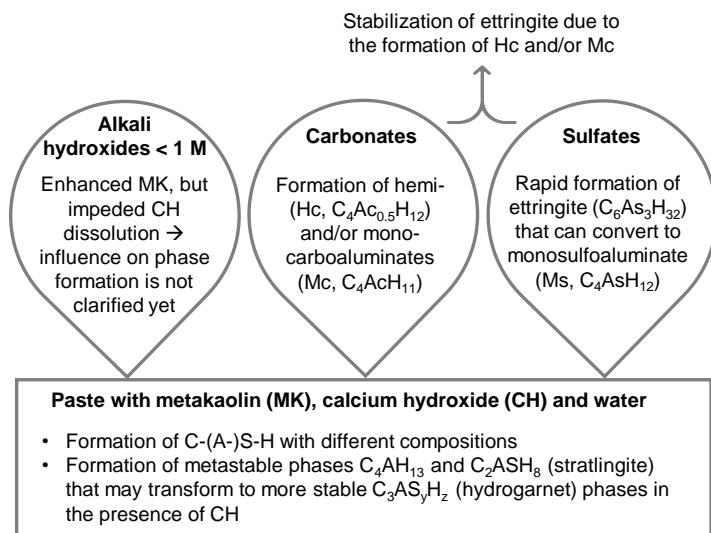 Stabilization of ettringite due to
the formation of Hc and/or Mc
Alkali
hydroxides < 1 M
Enhanced MK, but
impeded CH
dissolution →
influence on phase
formation is not
clarified yet
Carbonates
Formation of hemi-
(Hc, C₄Ac₀.₅H₁₂)
and/or mono-
carboaluminates
(Mc, C₄AcH₁₁)
Sulfates
Rapid formation of
ettringite (C₆As₃H₃₂)
that can convert to
monosulfoaluminate
(Ms, C₄AsH₁₂)
Paste with metakaolin (MK), calcium hydroxide (CH) and water
• Formation of C-(A-)S-H with different compositions
• Formation of metastable phases C₄AH₁₃ and C₂ASH₈ (stratlingite)
that may transform to more stable C₃ASyHz (hydrogarnet) phases in
the presence of CH